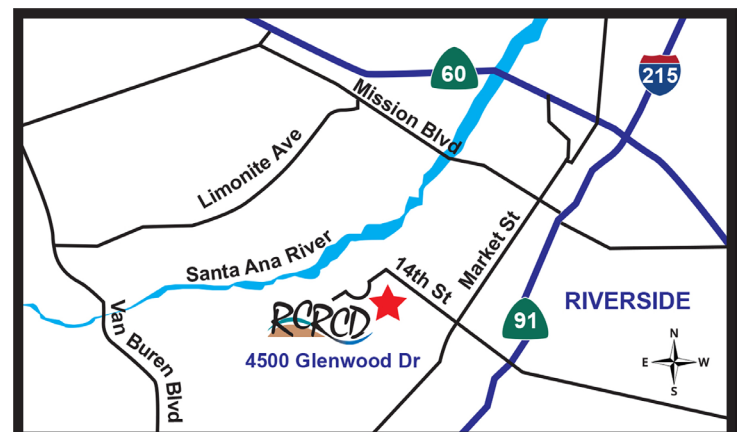 60
215
Mission Blvd
Limonite Ave
Santa Ana River
Market St
14th St
RIVERSIDE
Van Buren Blvd
RCRCD
91
4500 Glenwood Dr
N
E W
S